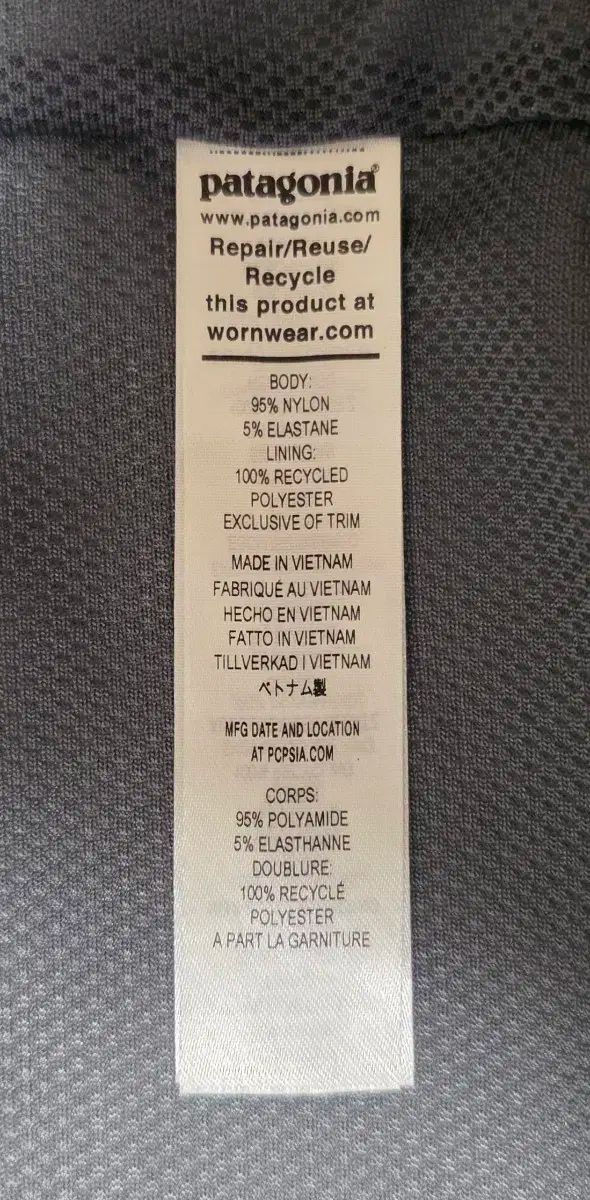 patagonia®
www.patagonia.com
Repair/Reuse/
Recycle
this product at
wornwear.com
BODY:
95% NYLON
5% ELASTANE
LINING:
100% RECYCLED
POLYESTER
EXCLUSIVE OF TRIM
MADE IN VIETNAM
FABRIQUÉ AU VIETNAM
HECHO EN VIETNAM
FATTO IN VIETNAM
TILLVERKAD I VIETNAM
ベトナム製
MFG DATE AND LOCATION
AT PCPSIA.COM
CORPS:
95% POLYAMIDE
5% ELASTHANNE
DOUBLURE:
100% RECYCLÉ
POLYESTER
A PART LA GARNITURE